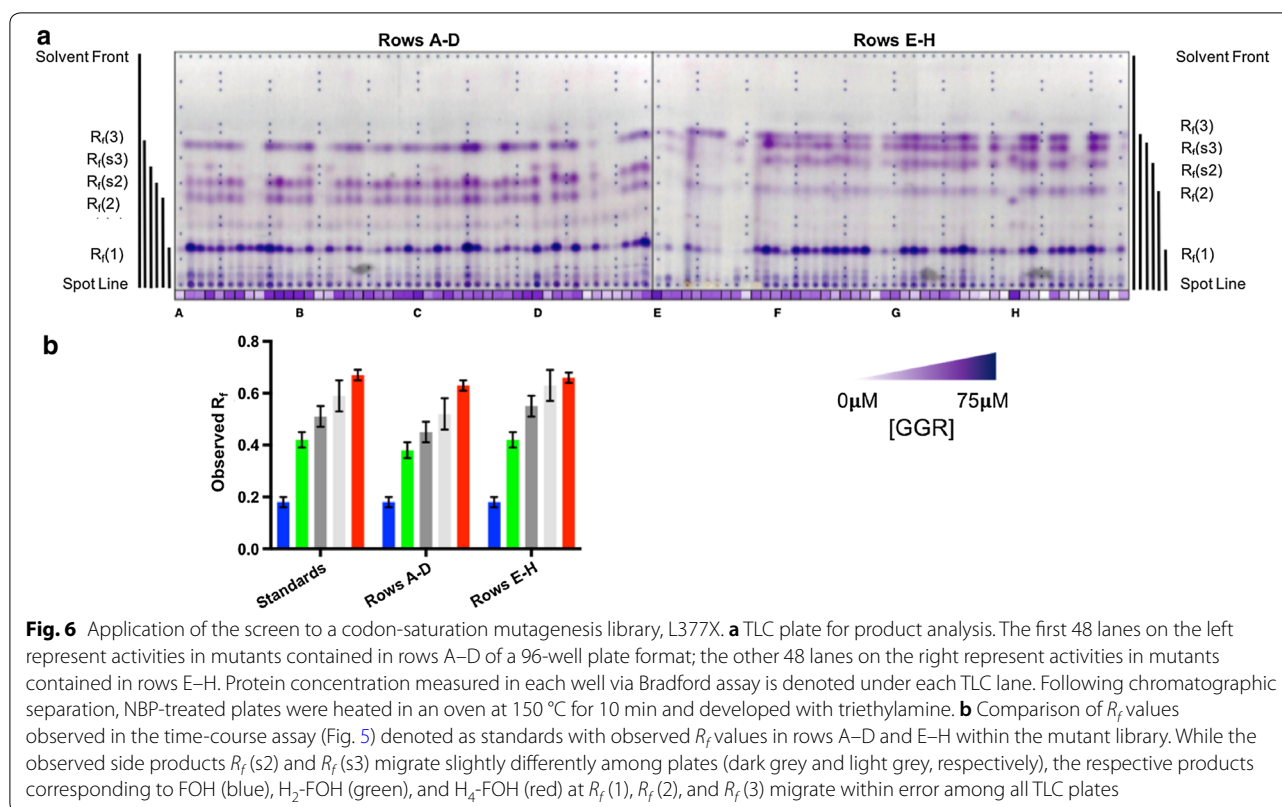 a
Rows A-D Rows E-H
Solvent Front Solvent Front
Rf(3) Rf(3)
Rf(s3) Rf(s3)
Rf(s2) Rf(s2)
Rf(2) Rf(2)
Rf(1) Rf(1)
Spot Line Spot Line
A B C D E F G H
b
0.8
0.6
0.4
0.2
0.0
Observed Rf
Standards Rows A-D Rows E-H
0µM 75µM
[GGR]
Fig. 6 Application of the screen to a codon-saturation mutagenesis library, L377X. a TLC plate for product analysis. The first 48 lanes on the left
represent activities in mutants contained in rows A–D of a 96-well plate format; the other 48 lanes on the right represent activities in mutants
contained in rows E–H. Protein concentration measured in each well via Bradford assay is denoted under each TLC lane. Following chromatographic
separation, NBP-treated plates were heated in an oven at 150 °C for 10 min and developed with triethylamine. b Comparison of Rf values
observed in the time-course assay (Fig. 5) denoted as standards with observed Rf values in rows A–D and E–H within the mutant library. While the
observed side products Rf (s2) and Rf (s3) migrate slightly differently among plates (dark grey and light grey, respectively), the respective products
corresponding to FOH (blue), H2-FOH (green), and H4-FOH (red) at Rf (1), Rf (2), and Rf (3) migrate within error among all TLC plates